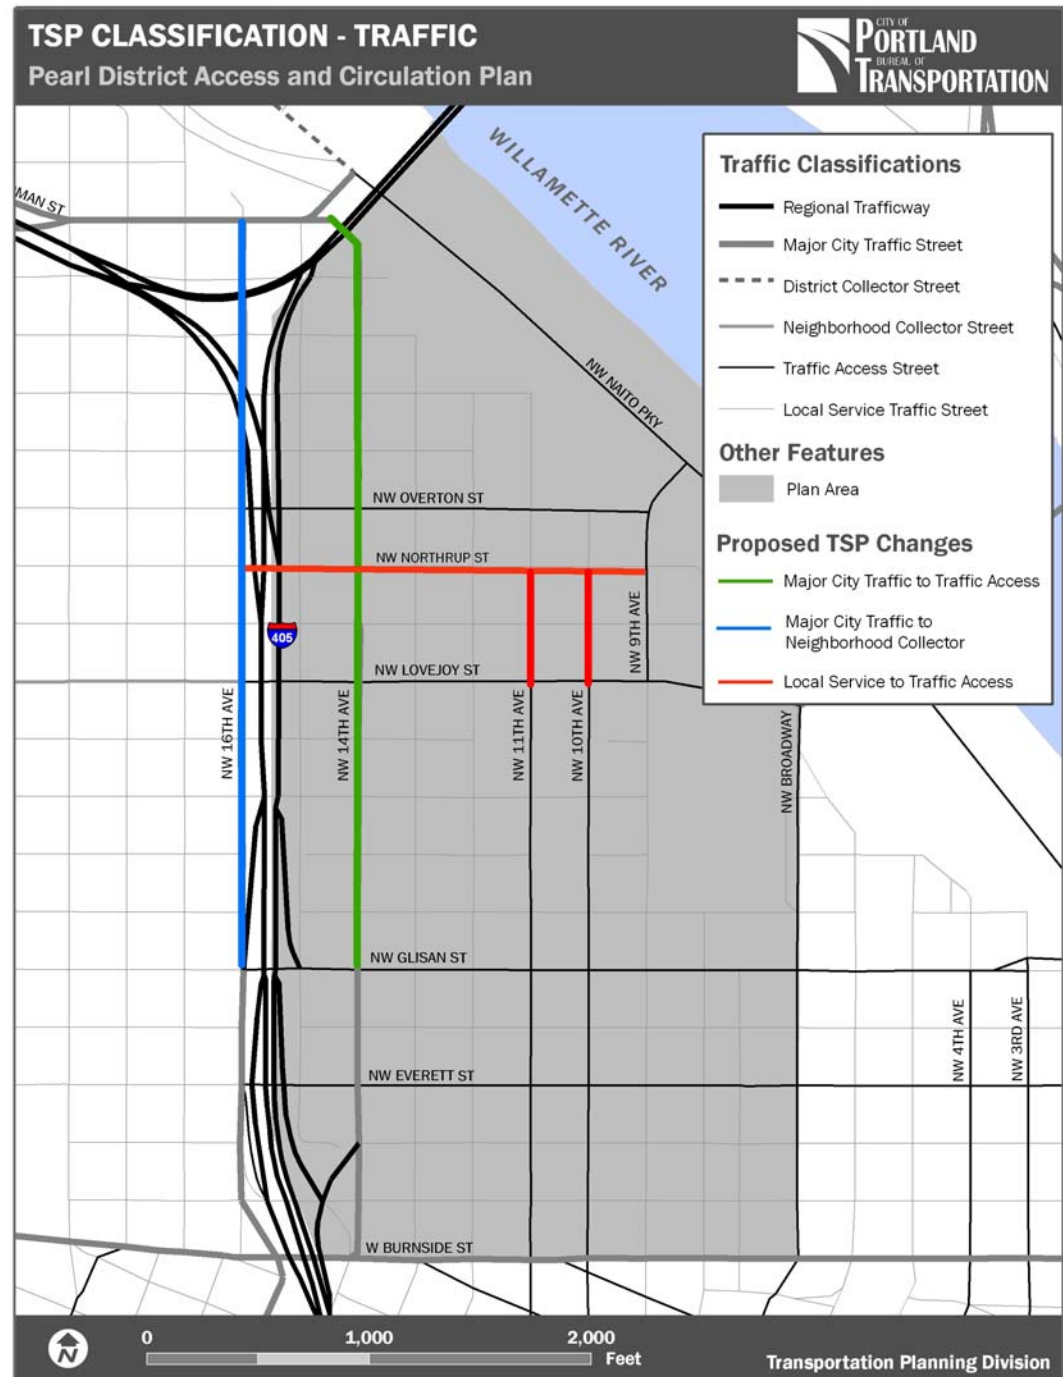 TSP CLASSIFICATION - TRAFFIC
Pearl District Access and Circulation Plan
CITY OF
PORTLAND
BUREAU OF
TRANSPORTATION
WILLAMETTE RIVER
Traffic Classifications
Regional Trafficway
Major City Traffic Street
District Collector Street
Neighborhood Collector Street
Traffic Access Street
Local Service Traffic Street
Other Features
Plan Area
Proposed TSP Changes
Major City Traffic to Traffic Access
Major City Traffic to
Neighborhood Collector
Local Service to Traffic Access
MAN ST
NW NAITO PKY
NW OVERTON ST
NW NORTHRUP ST
405
NW 9TH AVE
NW LOVEJOY ST
NW 16TH AVE
NW 14TH AVE
NW 11TH AVE
NW 10TH AVE
NW BROADWAY
NW GLISAN ST
NW 4TH AVE
NW 3RD AVE
NW EVERETT ST
W BURNSIDE ST
N
0 1,000 2,000
Feet
Transportation Planning Division